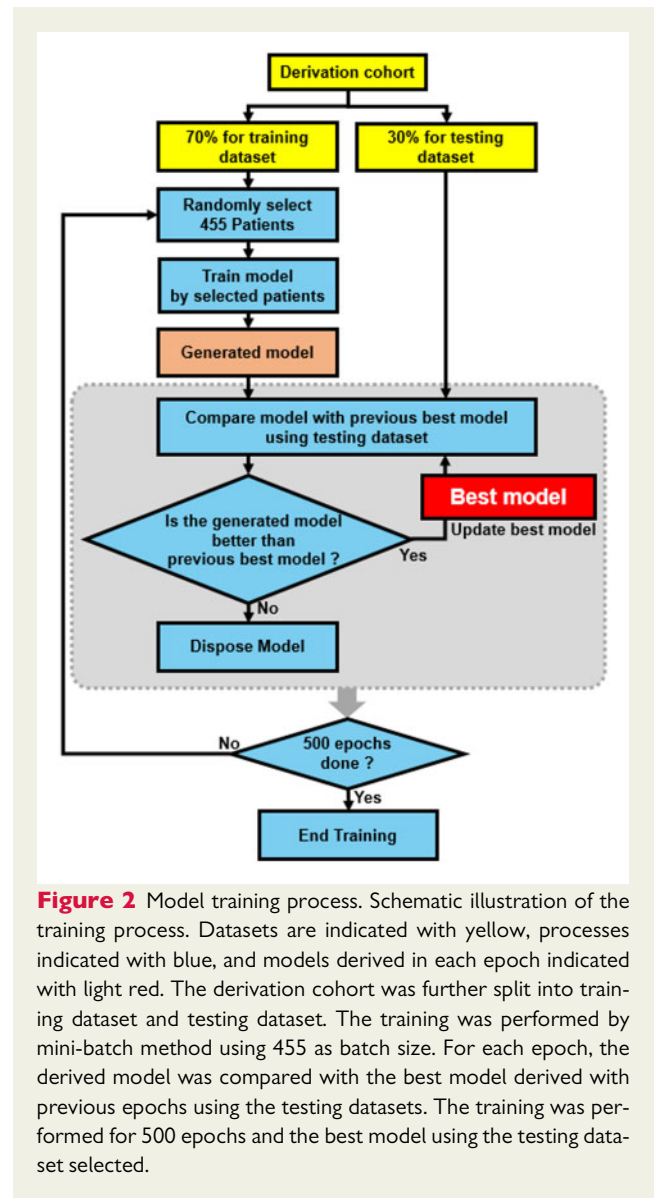 Derivation cohort
70% for training
dataset
30% for testing
dataset
Randomly select
455 Patients
Train model
by selected patients
Generated model
Compare model with previous best model
using testing dataset
Best model
Update best model
Is the generated model
better than
previous best model ?
Yes
No
Dispose Model
No
500 epochs
done ?
Yes
End Training
Figure 2 Model training process. Schematic illustration of the
training process. Datasets are indicated with yellow, processes
indicated with blue, and models derived in each epoch indicated
with light red. The derivation cohort was further split into train-
ing dataset and testing dataset. The training was performed by
mini-batch method using 455 as batch size. For each epoch, the
derived model was compared with the best model derived with
previous epochs using the testing datasets. The training was per-
formed for 500 epochs and the best model using the testing data-
set selected.